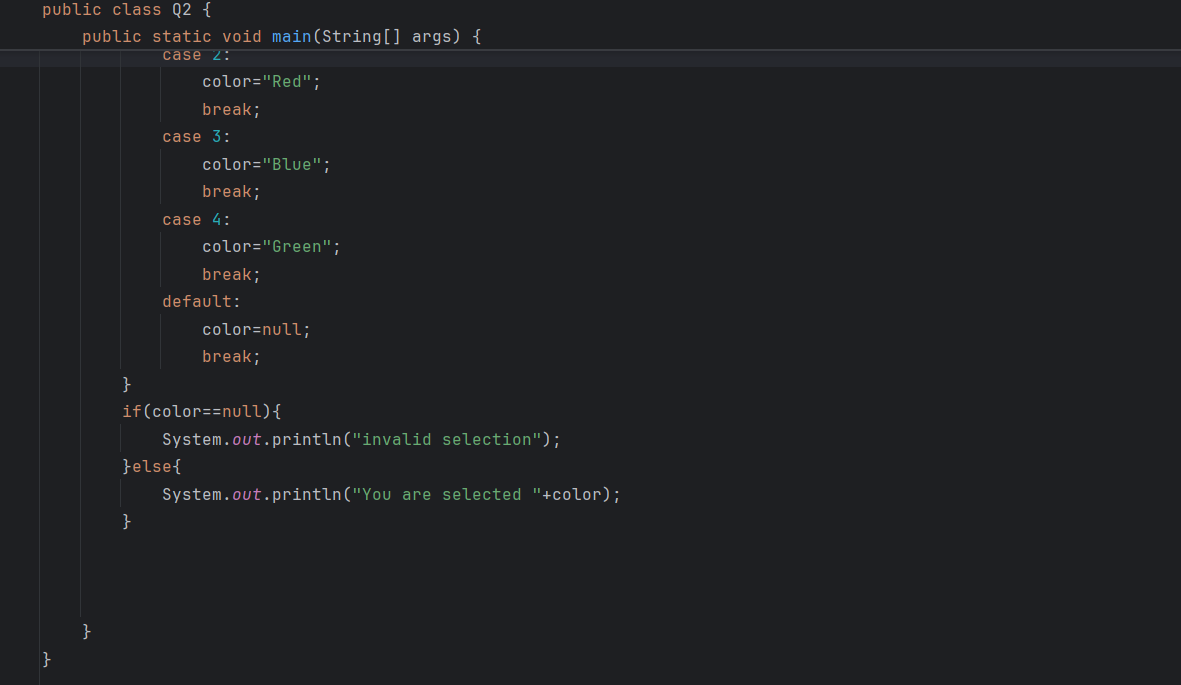 public class Q2 {
    public static void main(String[] args) {
            case 2:
                color="Red";
                break;
            case 3:
                color="Blue";
                break;
            case 4:
                color="Green";
                break;
            default:
                color=null;
                break;
        }
        if(color==null){
            System.out.println("invalid selection");
        }else{
            System.out.println("You are selected "+color);
        }
    }
}